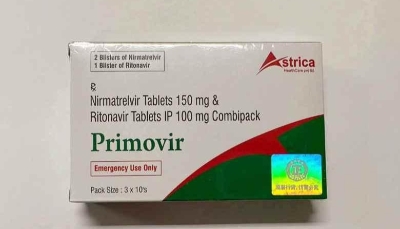 2 Blisters of Nirmatrelvir
1 Blister of Ritonavir
Astrica
HealthCare pvt ltd
Rx
Nirmatrelvir Tablets 150 mg &
Ritonavir Tablets IP 100 mg Combipack
Primovir
Emergency Use Only
Pack Size : 3 x 10's